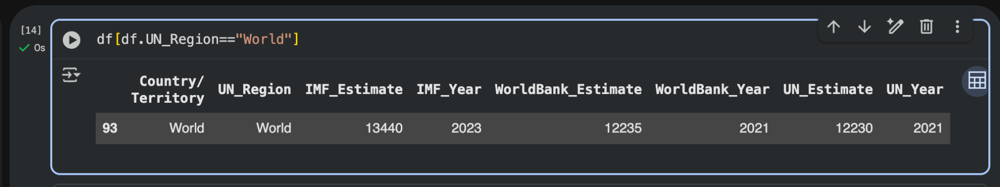 [14]
0s
df[df.UN_Region=="World"]
Country/
Territory UN_Region IMF_Estimate IMF_Year WorldBank_Estimate WorldBank_Year UN_Estimate UN_Year
93 World World 13440 2023 12235 2021 12230 2021